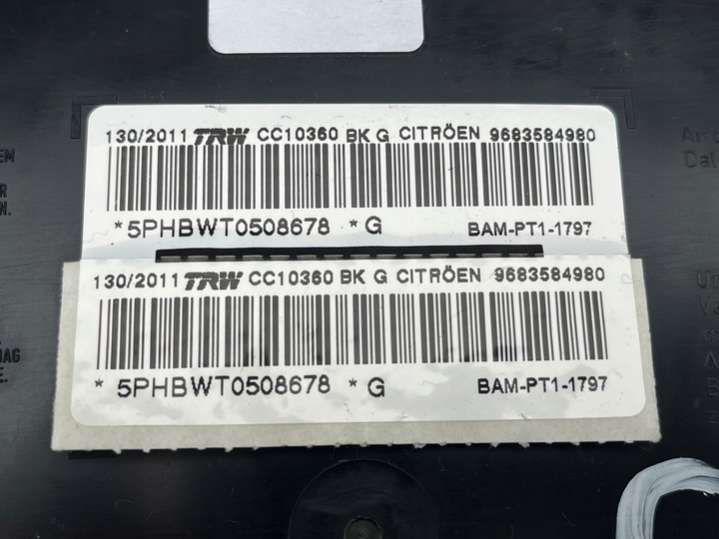 130/2011 TRW CC10360 BK G CITRÖEN 9683584980
*5PHBWT0508678 *G BAM-PT1-1797
130/2011 TRW CC10360 BK G CITRÖEN 9683584980
* 5PHBWT0508678 *G BAM-PT1-1797